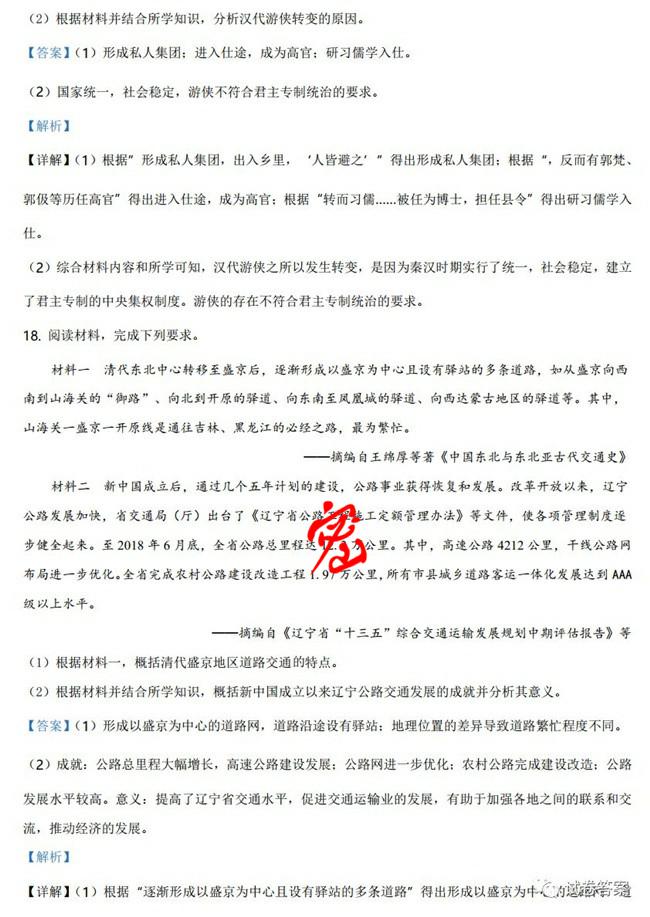 （2）根据材料并结合所学知识，分析汉代游侠转变的原因。
【答案】（1）形成私人集团；进入仕途，成为高官；研习儒学入仕。
（2）国家统一，社会稳定，游侠不符合君主专制统治的要求。
【解析】
【详解】（1）根据“形成私人集团，出入乡里，‘人皆避之’”得出形成私人集团；根据“，反而有郭梵、
郭伋等历任高官”得出进入仕途，成为高官；根据“转而习儒……被任为博士，担任县令”得出研习儒学入
仕。
（2）综合材料内容和所学可知，汉代游侠之所以发生转变，是因为秦汉时期实行了统一，社会稳定，建立
了君主专制的中央集权制度。游侠的存在不符合君主专制统治的要求。
18. 阅读材料，完成下列要求。
材料一 清代东北中心转移至盛京后，逐渐形成以盛京为中心且设有驿站的多条道路，如从盛京向西
南到山海关的“御路”、向北到开原的驿道、向东南至凤凰城的驿道、向西达蒙古地区的驿道等。其中，
山海关一盛京一开原线是通往吉林、黑龙江的必经之路，最为繁忙。
——摘编自王绵厚等著《中国东北与东北亚古代交通史》
材料二 新中国成立后，通过几个五年计划的建设，公路事业获得恢复和发展。改革开放以来，辽宁
公路发展加快，省交通局（厅）出台了《辽宁省公路工程施工定额管理办法》等文件，使各项管理制度逐
步健全起来。至2018年6月底，全省公路总里程达 万公里。其中，高速公路4212公里，干线公路网
布局进一步优化。全省完成农村公路建设改造工程1.97万公里，所有市县城乡道路客运一体化发展达到AAA
级以上水平。
——摘编自《辽宁省“十三五”综合交通运输发展规划中期评估报告》等
（1）根据材料一，概括清代盛京地区道路交通的特点。
（2）根据材料并结合所学知识，概括新中国成立以来辽宁公路交通发展的成就并分析其意义。
【答案】（1）形成以盛京为中心的道路网，道路沿途设有驿站；地理位置的差异导致道路繁忙程度不同。
（2）成就：公路总里程大幅增长，高速公路建设发展；公路网进一步优化；农村公路完成建设改造；公路
发展水平较高。意义：提高了辽宁省交通水平，促进交通运输业的发展，有助于加强各地之间的联系和交
流，推动经济的发展。
【解析】
【详解】（1）根据“逐渐形成以盛京为中心且设有驿站的多条道路”得出形成以盛京为中心的道路网，道
试卷答案